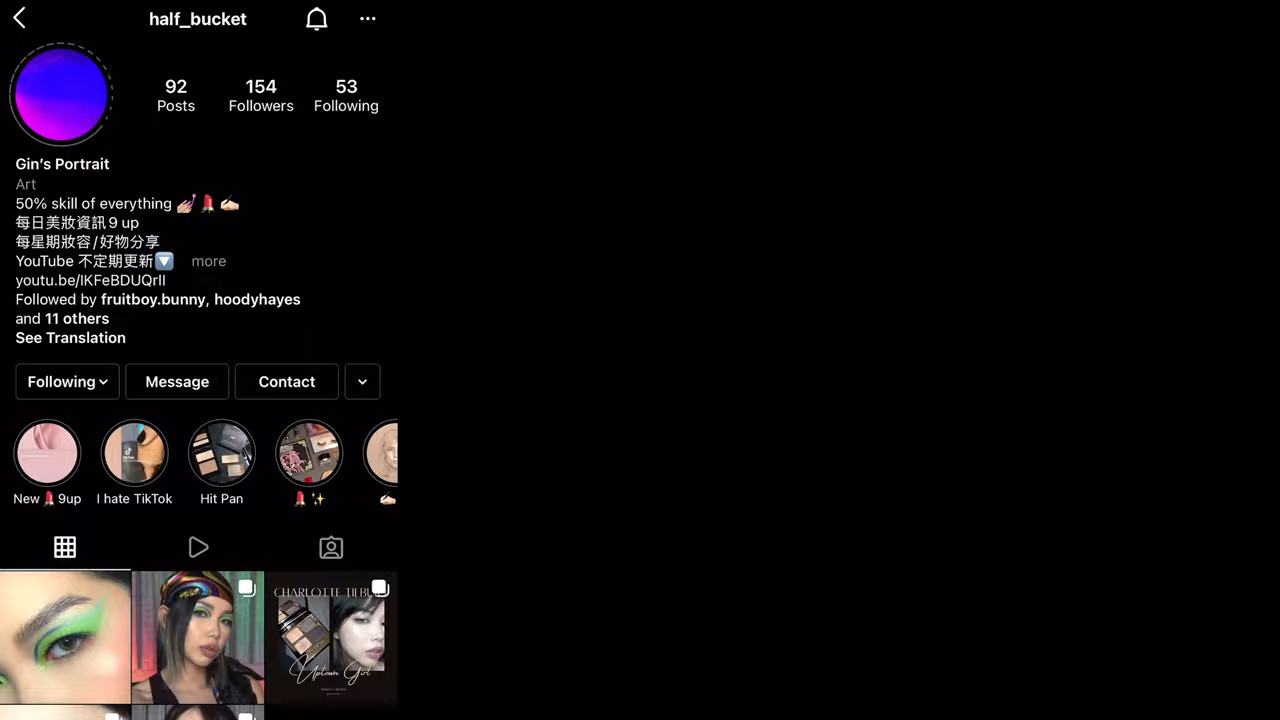 half_bucket
92
154
53
Posts
Followers
Following
Gin's Portrait
Art
50% skill of everything 💅🏻💄✍🏻
每日美妝資訊9 up
每星期妝容/好物分享
YouTube 不定期更新🔽 more
youtu.be/lKFeBDUQrlI
Followed by fruitboy.bunny, hoodyhayes
and 11 others
See Translation
Following
Message
Contact
New💄9up
I hate TikTok
Hit Pan
💄✨
✍🏻
CHARLOTTE TILBU
Uptown Girl